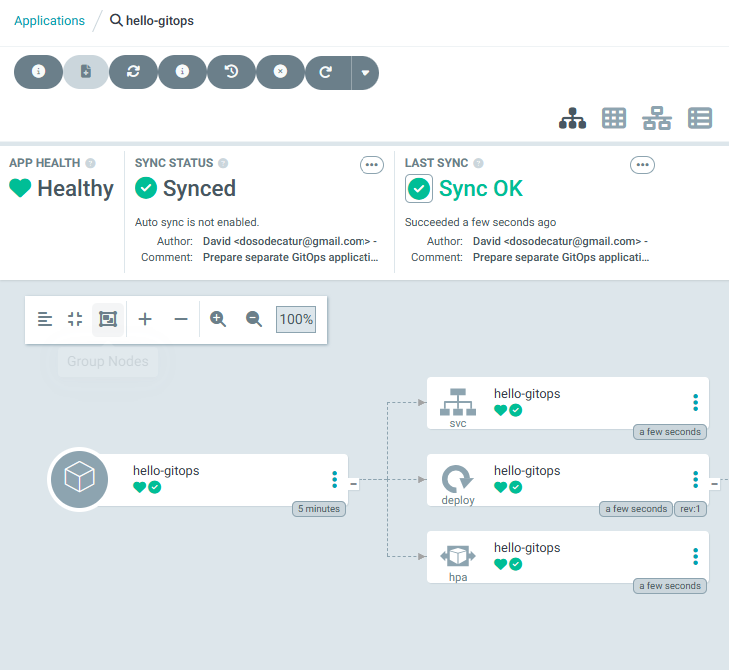 Applications / hello-gitops
APP HEALTH
Healthy
SYNC STATUS
Synced
Auto sync is not enabled.
Author: David <dosodecatur@gmail.com> -
Comment: Prepare separate GitOps applicati...
LAST SYNC
Sync OK
Succeeded a few seconds ago
Author: David <dosodecatur@gmail.com> -
Comment: Prepare separate GitOps applicati...
100%
Group Nodes
hello-gitops
5 minutes
svc
hello-gitops
a few seconds
deploy
hello-gitops
a few seconds
rev:1
hpa
hello-gitops
a few seconds